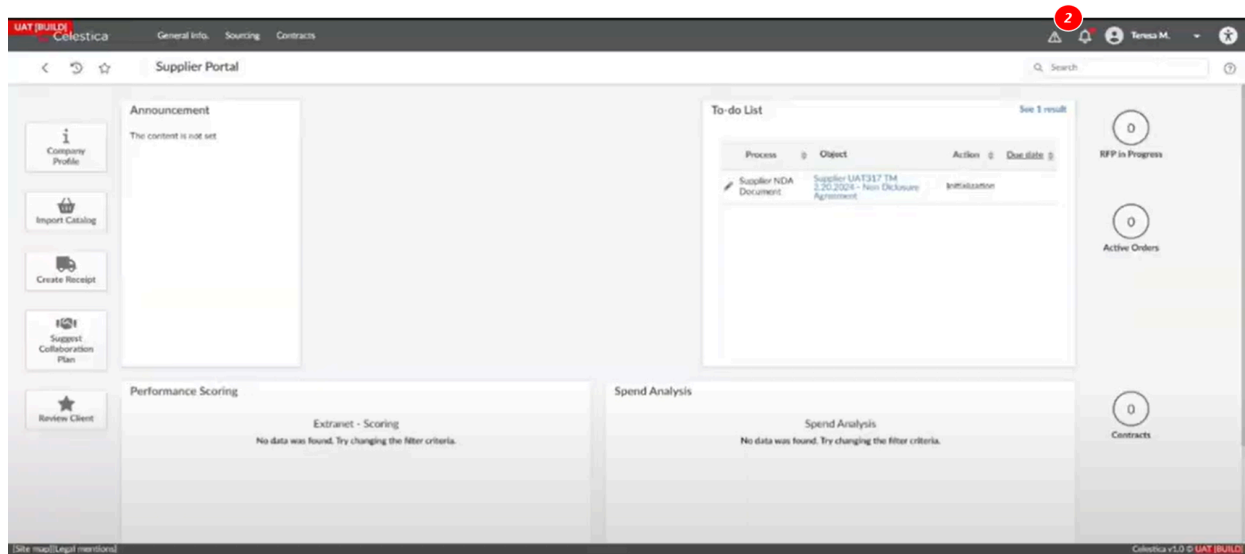 2
UAT [BUILD]
Celestica
General Info. Sourcing Contracts
Teresa M.
Supplier Portal
Search
Announcement
The content is not set
To-do List
See 1 result
Process Object Action Due date
Supplier NDA Document
Supplier UAT317 TM
2.20.2024 - Non Diclosure
Agreement
Initialization
0
RFP in Progress
0
Active Orders
0
Contracts
Company
Profile
Import Catalog
Create Receipt
Suggest
Collaboration
Plan
Review Client
Performance Scoring
Extranet - Scoring
No data was found. Try changing the filter criteria.
Spend Analysis
Spend Analysis
No data was found. Try changing the filter criteria.
[Site map][Legal mentions]
Celestica v1.0 © UAT [BUILD]